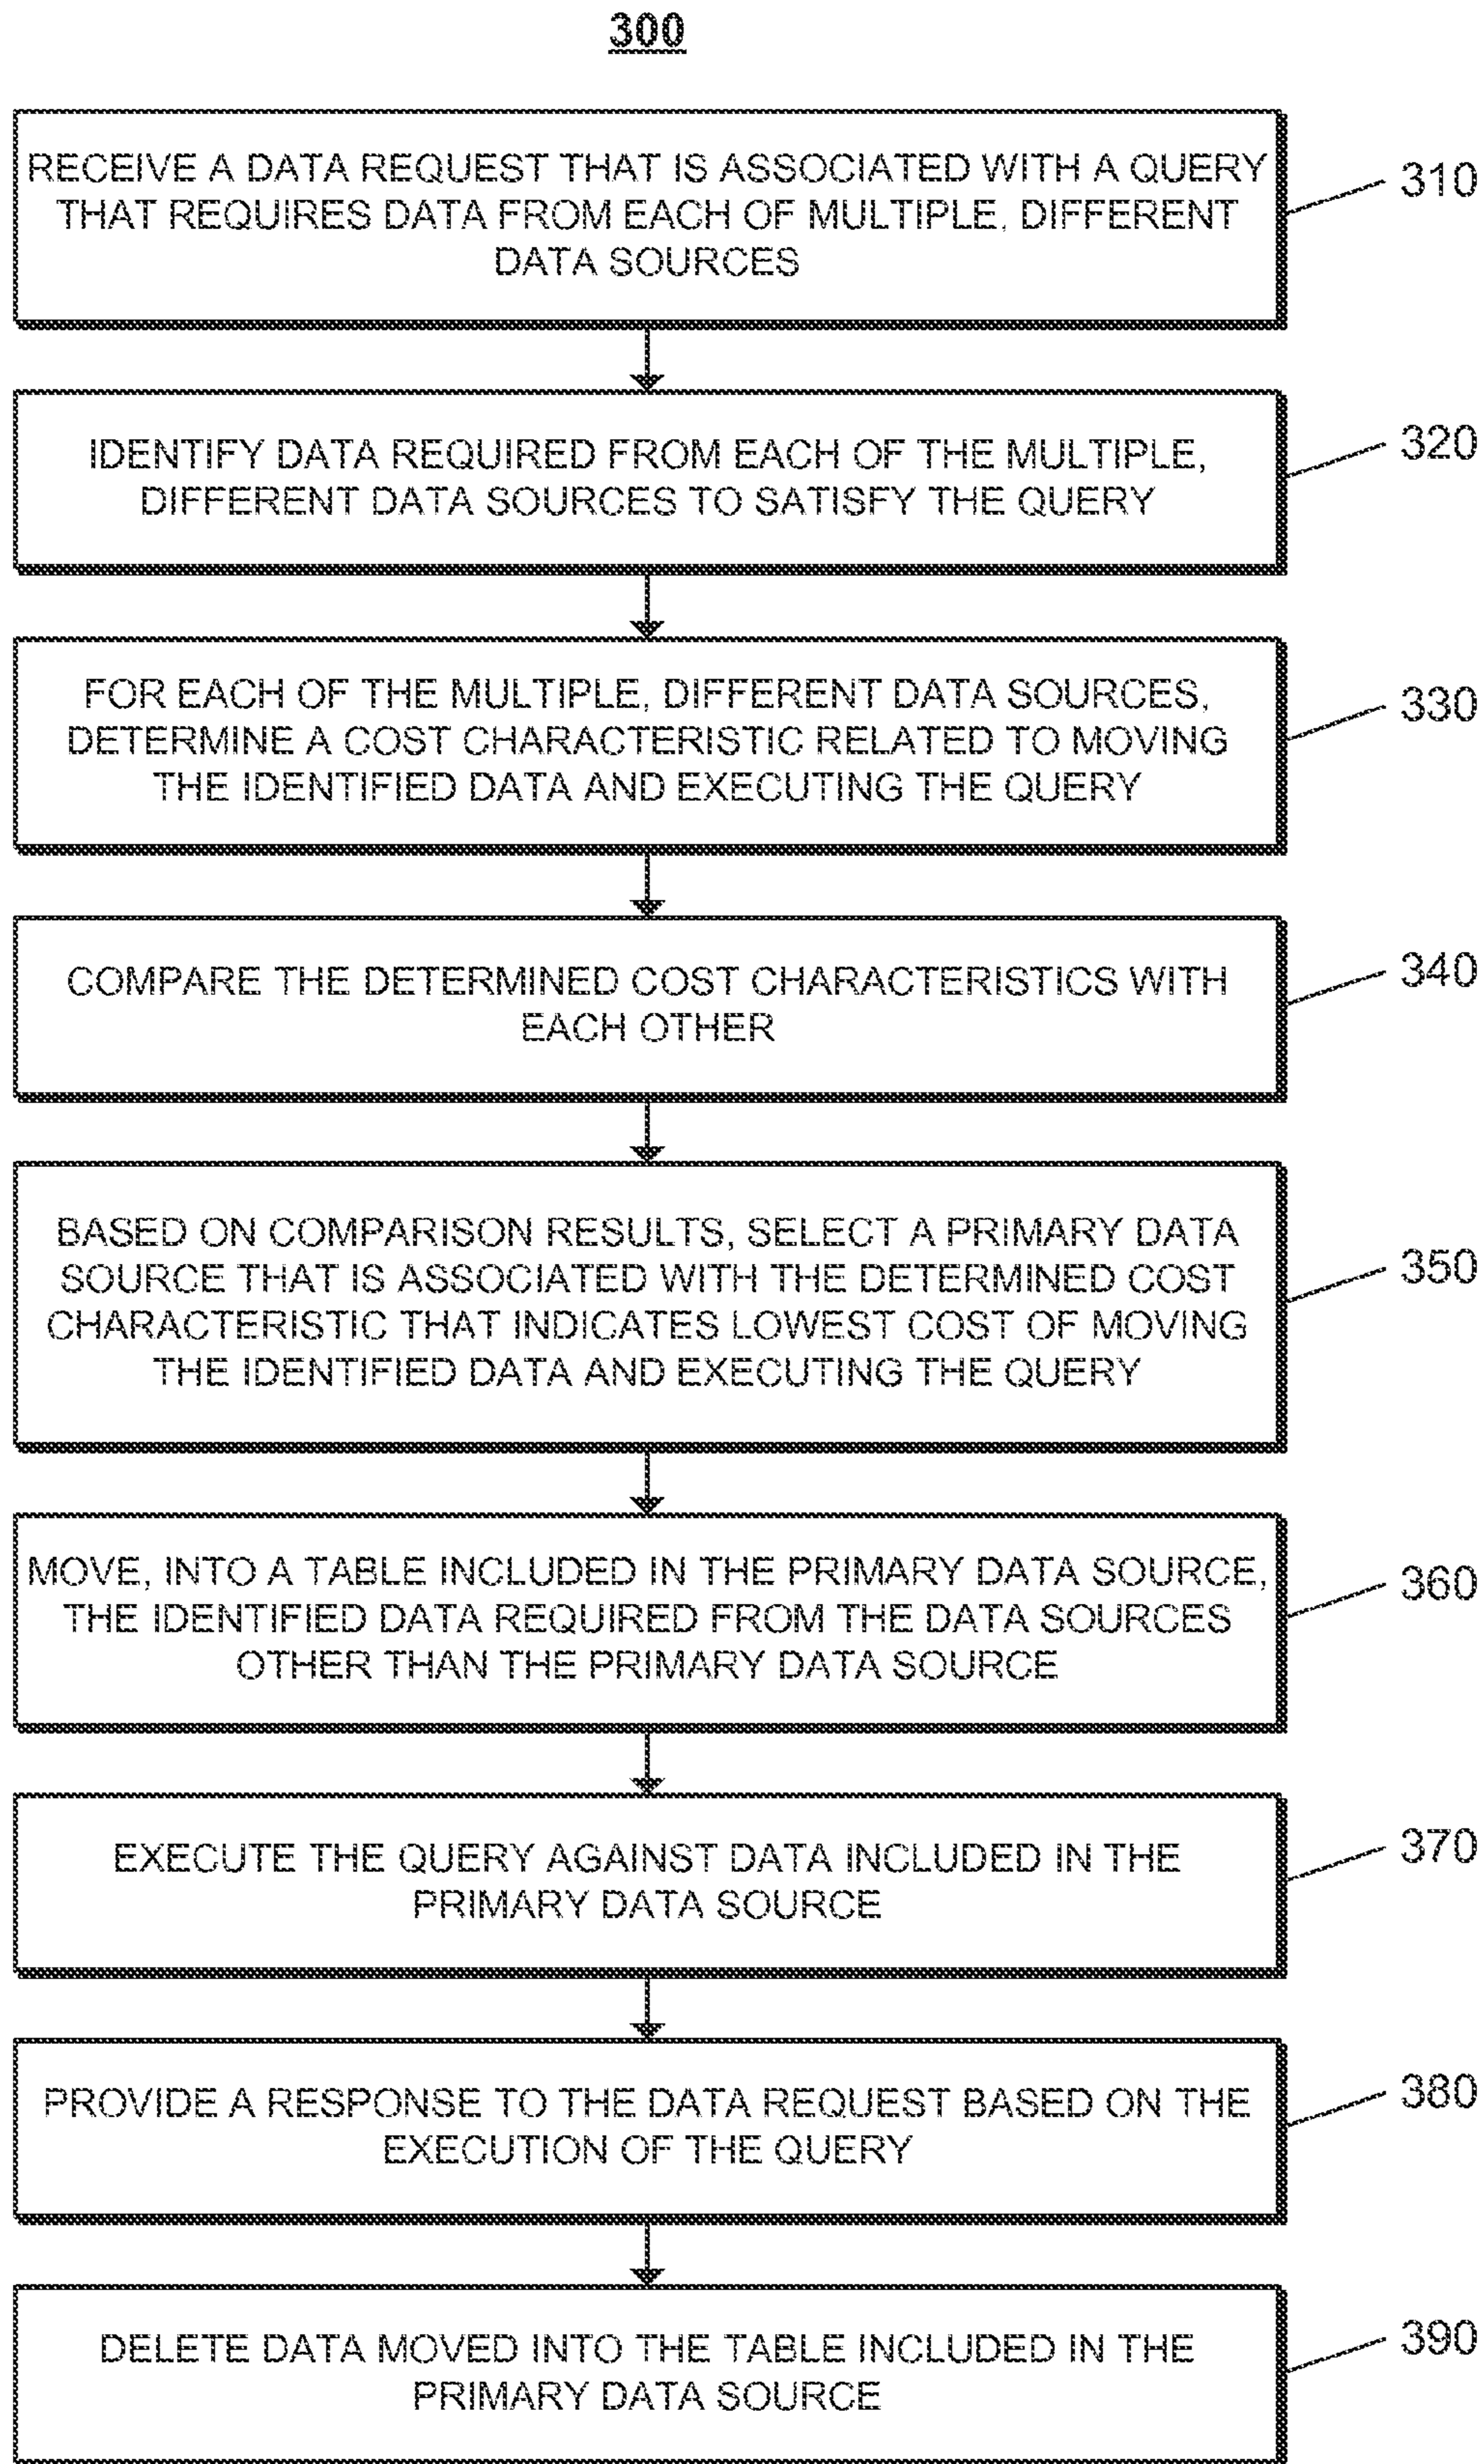 300
RECEIVE A DATA REQUEST THAT IS ASSOCIATED WITH A QUERY
THAT REQUIRES DATA FROM EACH OF MULTIPLE, DIFFERENT
DATA SOURCES
310
IDENTIFY DATA REQUIRED FROM EACH OF THE MULTIPLE,
DIFFERENT DATA SOURCES TO SATISFY THE QUERY
320
FOR EACH OF THE MULTIPLE, DIFFERENT DATA SOURCES,
DETERMINE A COST CHARACTERISTIC RELATED TO MOVING
THE IDENTIFIED DATA AND EXECUTING THE QUERY
330
COMPARE THE DETERMINED COST CHARACTERISTICS WITH
EACH OTHER
340
BASED ON COMPARISON RESULTS, SELECT A PRIMARY DATA
SOURCE THAT IS ASSOCIATED WITH THE DETERMINED COST
CHARACTERISTIC THAT INDICATES LOWEST COST OF MOVING
THE IDENTIFIED DATA AND EXECUTING THE QUERY
350
MOVE, INTO A TABLE INCLUDED IN THE PRIMARY DATA SOURCE,
THE IDENTIFIED DATA REQUIRED FROM THE DATA SOURCES
OTHER THAN THE PRIMARY DATA SOURCE
360
EXECUTE THE QUERY AGAINST DATA INCLUDED IN THE
PRIMARY DATA SOURCE
370
PROVIDE A RESPONSE TO THE DATA REQUEST BASED ON THE
EXECUTION OF THE QUERY
380
DELETE DATA MOVED INTO THE TABLE INCLUDED IN THE
PRIMARY DATA SOURCE
390